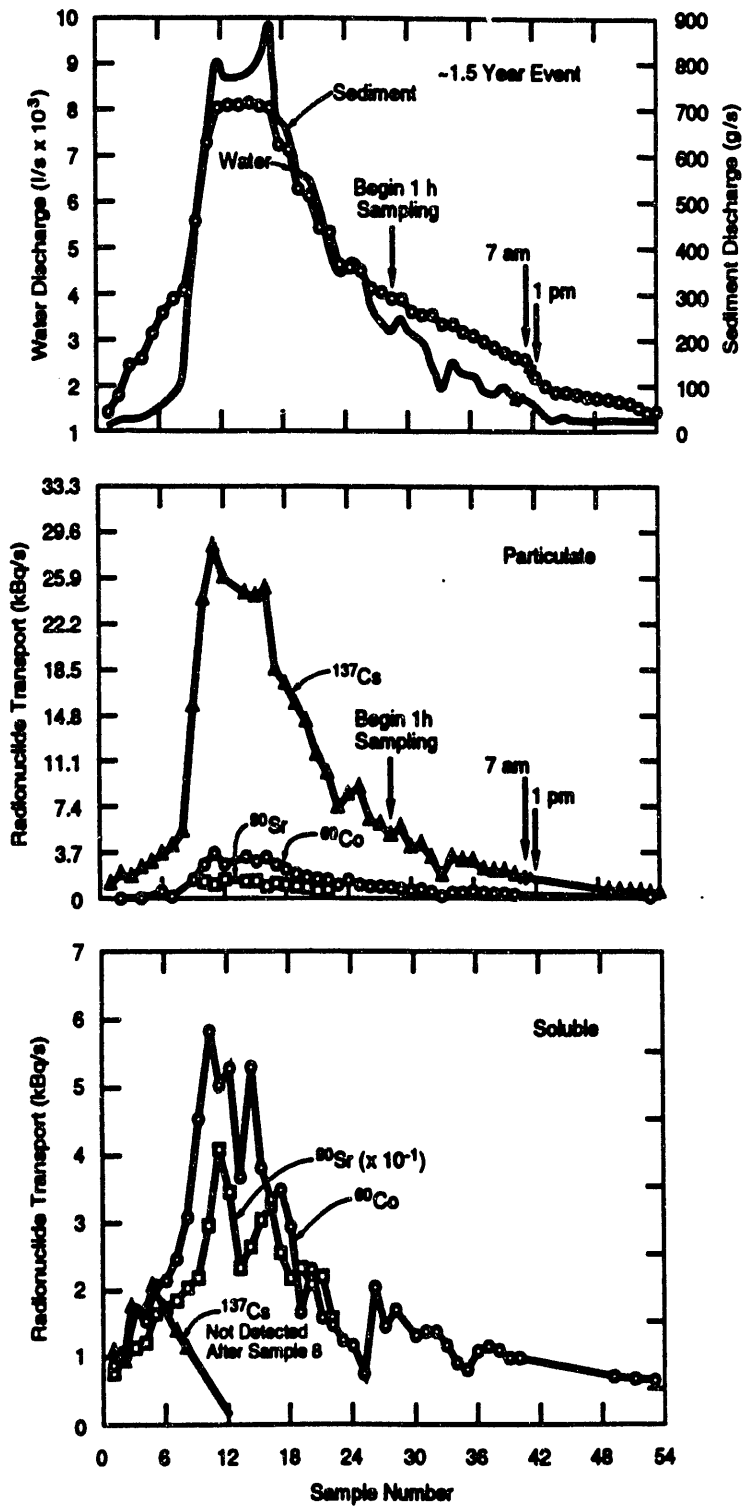 ~1.5 Year Event
Water Discharge (l/s x 10³)
Sediment Discharge (g/s)
10
9
8
7
6
5
4
3
2
1
900
800
700
600
500
400
300
200
100
0
Sediment
Water
Begin 1 h
Sampling
7 am
1 pm
Radionuclide Transport (kBq/s)
33.3
29.6
25.9
22.2
18.5
14.8
11.1
7.4
3.7
0
Particulate
¹³⁷Cs
Begin 1h
Sampling
7 am
1 pm
⁹⁰Sr
⁶⁰Co
Radionuclide Transport (kBq/s)
7
6
5
4
3
2
1
0
Soluble
⁹⁰Sr (x 10⁻¹)
⁶⁰Co
¹³⁷Cs
Not Detected
After Sample 8
0 6 12 18 24 30 36 42 48 54
Sample Number